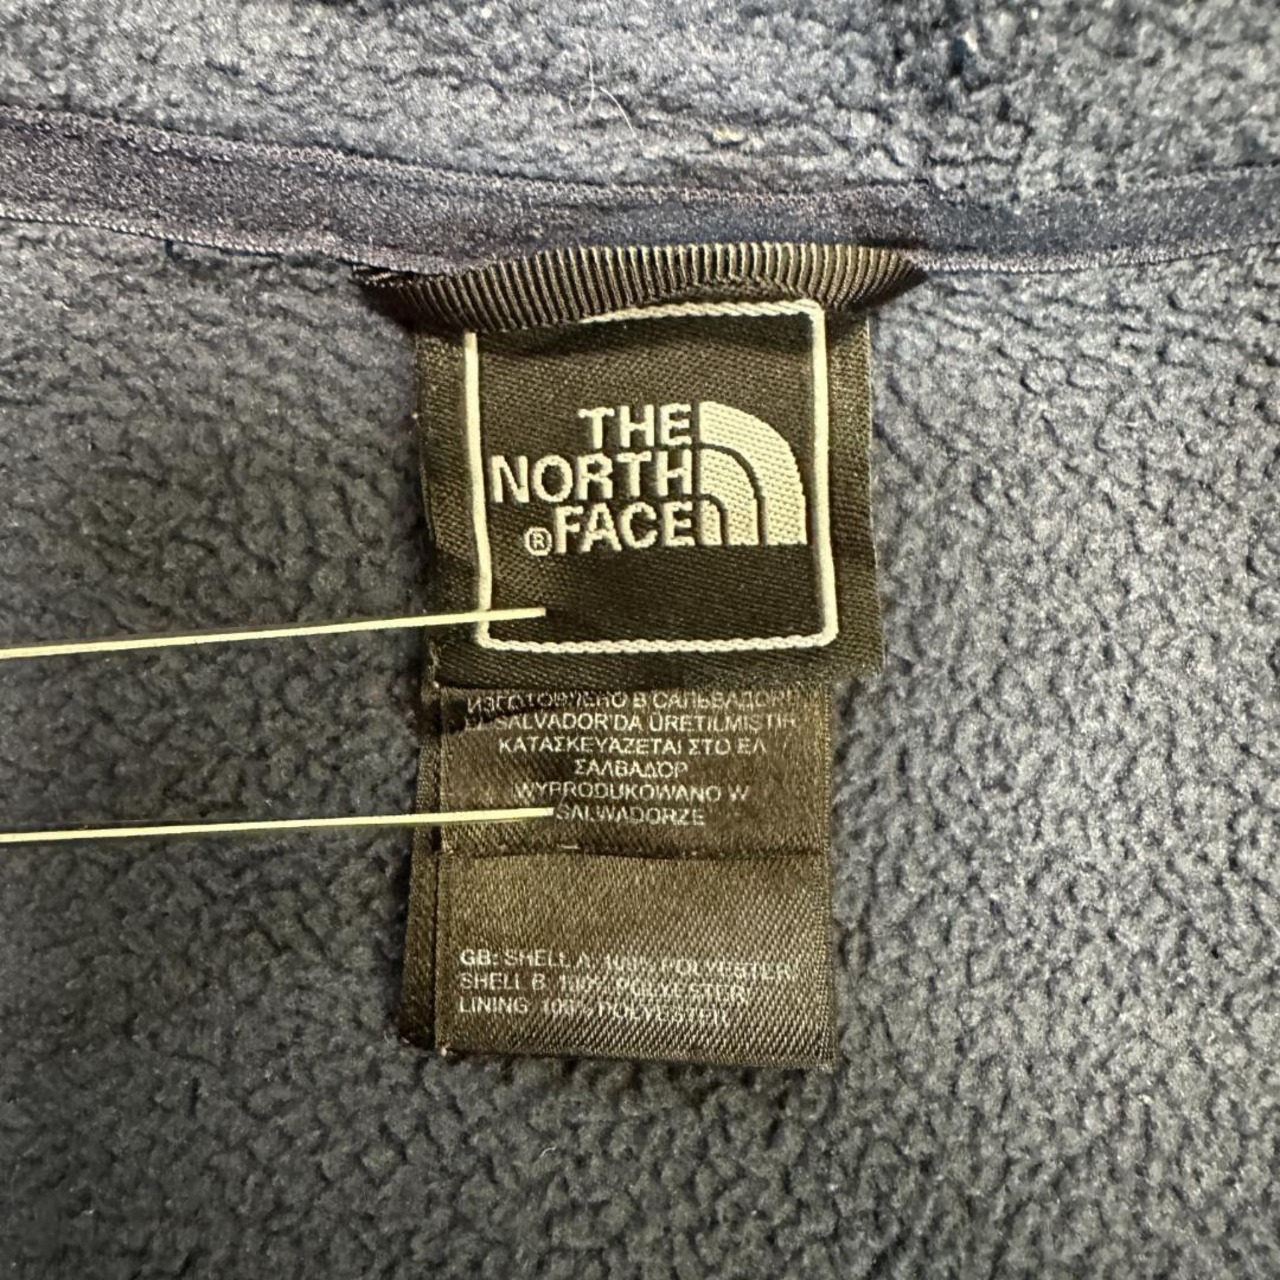 THE
NORTH
®FACE
ИЗГОТОВЛЕНО В САЛЬВАДОР
SALVADOR'DA ÜRETILMIŞTIR
ΚΑΤΑΣΚΕΥΑΖΕΤΑΙ ΣΤΟ ΕΛ
ΣΑΛΒΑΔΟΡ
WYPRODUKOWANO W
SALWADORZE
GB: SHELL A 100% POLYESTER
SHELL B 100% POLYESTER
LINING 100% POLYESTER